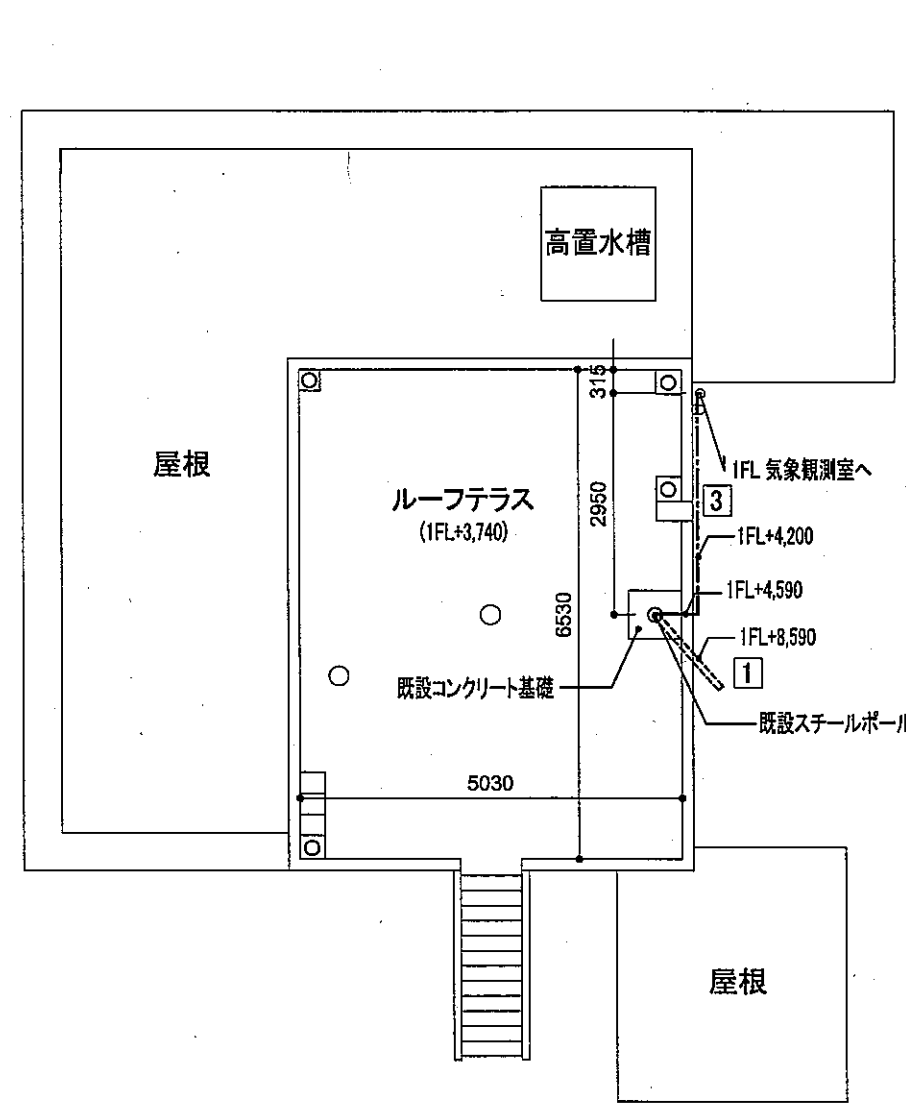 高置水槽
315
屋根
ルーフテラス
(1FL+3,740)
2950
1FL 気象観測室へ
3
1FL+4,200
1FL+4,590
6530
1FL+8,590
1
既設コンクリート基礎
既設スチールポール
5030
屋根